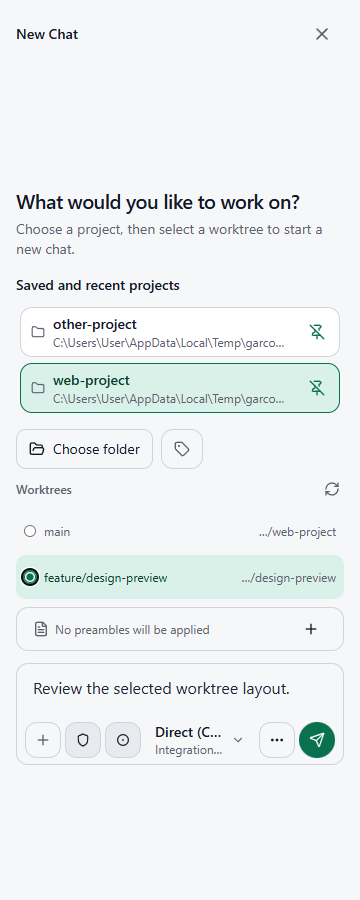 New Chat
What would you like to work on?
Choose a project, then select a worktree to start a
new chat.
Saved and recent projects
other-project
C:\Users\User\AppData\Local\Temp\garco...
web-project
C:\Users\User\AppData\Local\Temp\garco...
Choose folder
Worktrees
main .../web-project
feature/design-preview .../design-preview
No preambles will be applied
Review the selected worktree layout.
Direct (C...
Integration...